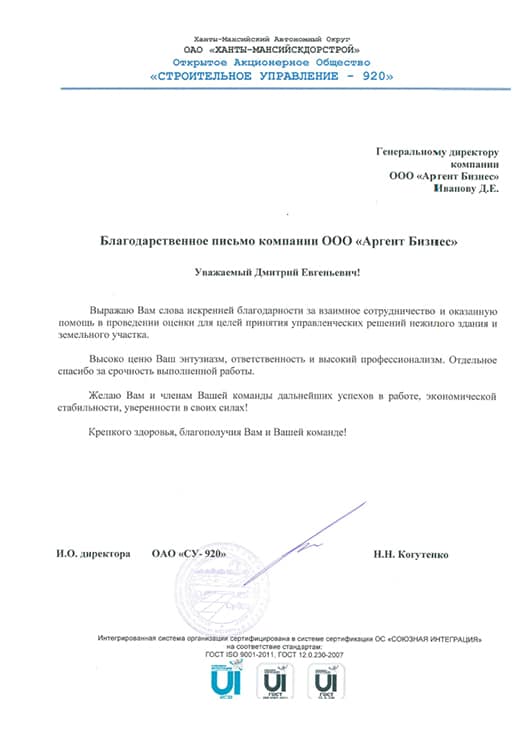 Ханты-Мансийский Автономный Округ
ОАО «ХАНТЫ-МАНСИЙСКДОРСТРОЙ»
Открытое Акционерное Общество
«СТРОИТЕЛЬНОЕ УПРАВЛЕНИЕ - 920»
Генеральному директору
компании
ООО «Аргент Бизнес»
Иванову Д.Е.
Благодарственное письмо компании ООО «Аргент Бизнес»
Уважаемый Дмитрий Евгеньевич!
Выражаю Вам слова искренней благодарности за взаимное сотрудничество и оказанную
помощь в проведении оценки для целей принятия управленческих решений нежилого здания и
земельного участка.
Высоко ценю Ваш энтузиазм, ответственность и высокий профессионализм. Отдельное
спасибо за срочность выполненной работы.
Желаю Вам и членам Вашей команды дальнейших успехов в работе, экономической
стабильности, уверенности в своих силах!
Крепкого здоровья, благополучия Вам и Вашей команде!
И.О. директора ОАО «СУ- 920» Н.Н. Когутенко
Интегрированная система организации сертифицирована в системе сертификации ОС «СОЮЗНАЯ ИНТЕГРАЦИЯ»
на соответствие стандартам:
ГОСТ ISO 9001-2011, ГОСТ 12.0.230-2007